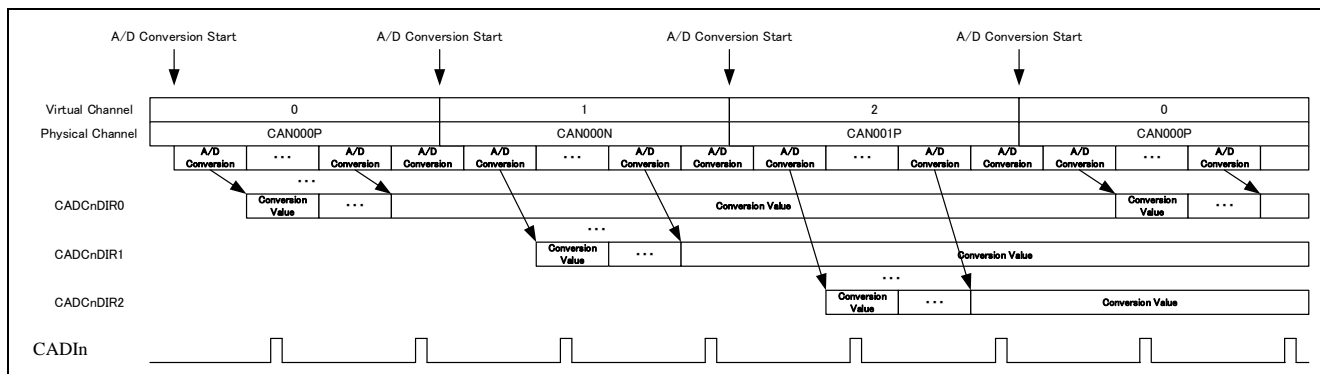 A/D Conversion Start A/D Conversion Start A/D Conversion Start A/D Conversion Start
Virtual Channel 0 1 2 0
Physical Channel CAN000P CAN000N CAN001P CAN000P
A/D Conversion ... A/D Conversion A/D Conversion A/D Conversion ... A/D Conversion A/D Conversion A/D Conversion ... A/D Conversion A/D Conversion A/D Conversion ... A/D Conversion
...
CADCnDIR0 Conversion Value ... Conversion Value Conversion Value ...
...
CADCnDIR1 Conversion Value ... Conversion Value
...
CADCnDIR2 Conversion Value ... Conversion Value
CADIn